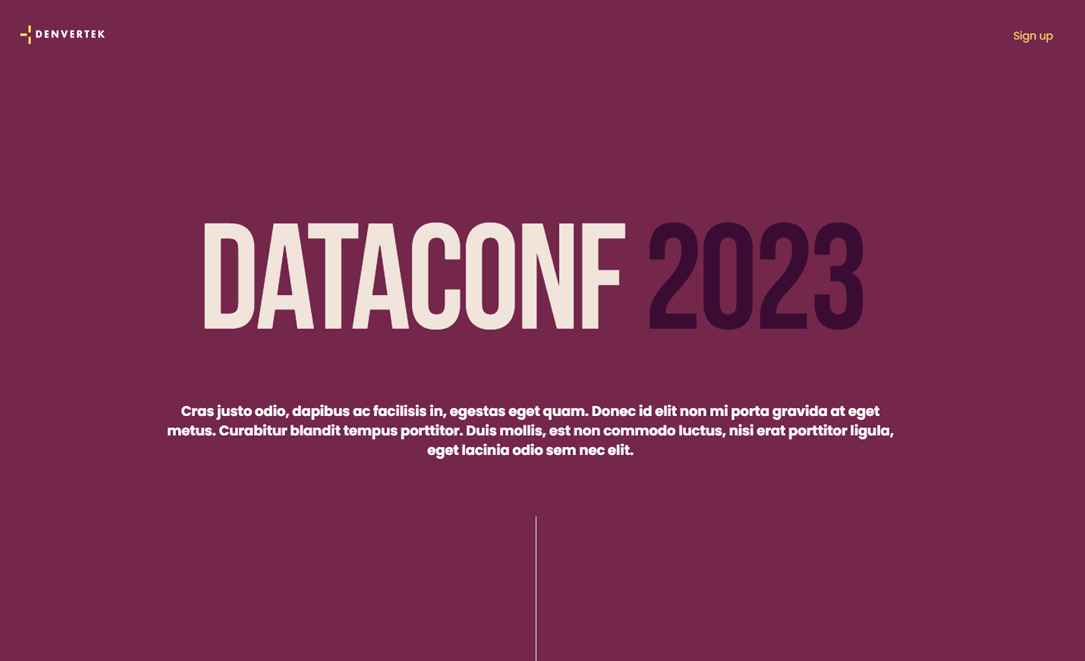 DENVERTEK
Sign up
DATACONF 2023
Cras justo odio, dapibus ac facilisis in, egestas eget quam. Donec id elit non mi porta gravida at eget
metus. Curabitur blandit tempus porttitor. Duis mollis, est non commodo luctus, nisi erat porttitor ligula,
eget lacinia odio sem nec elit.